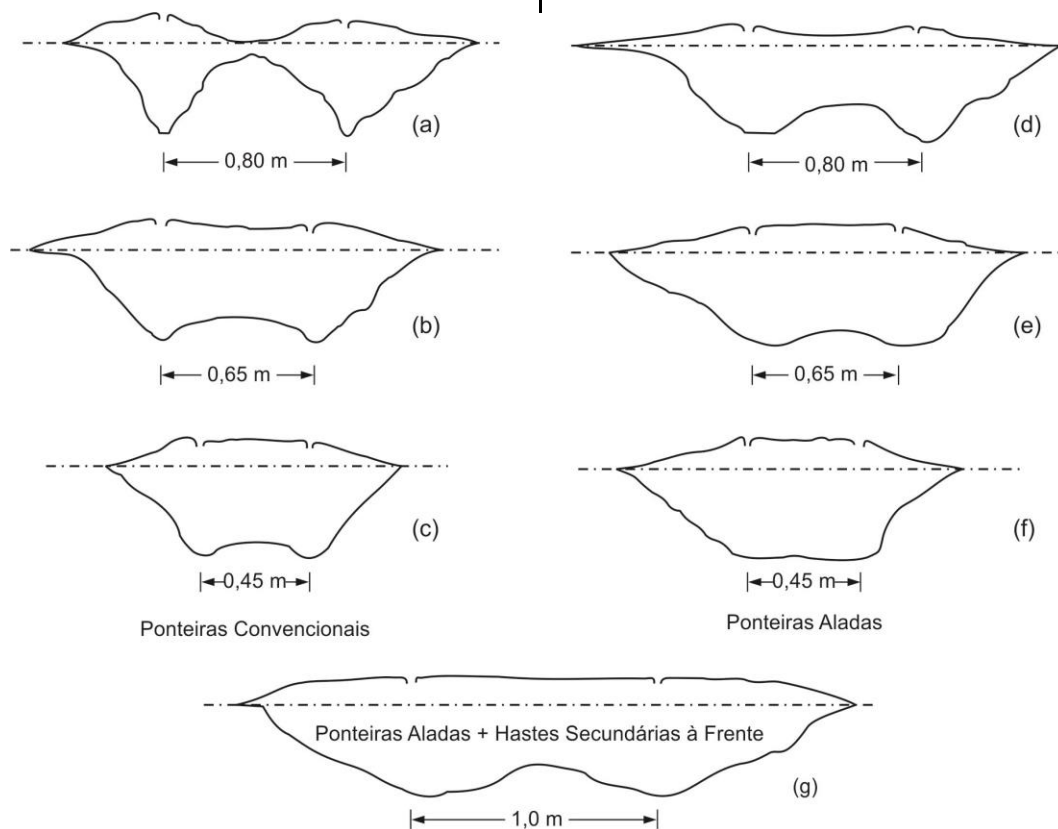 (a)
0,80 m
(d)
0,80 m
(b)
0,65 m
(e)
0,65 m
(c)
0,45 m
(f)
0,45 m
Ponteiras Convencionais
Ponteiras Aladas
Ponteiras Aladas + Hastes Secundárias à Frente
(g)
1,0 m